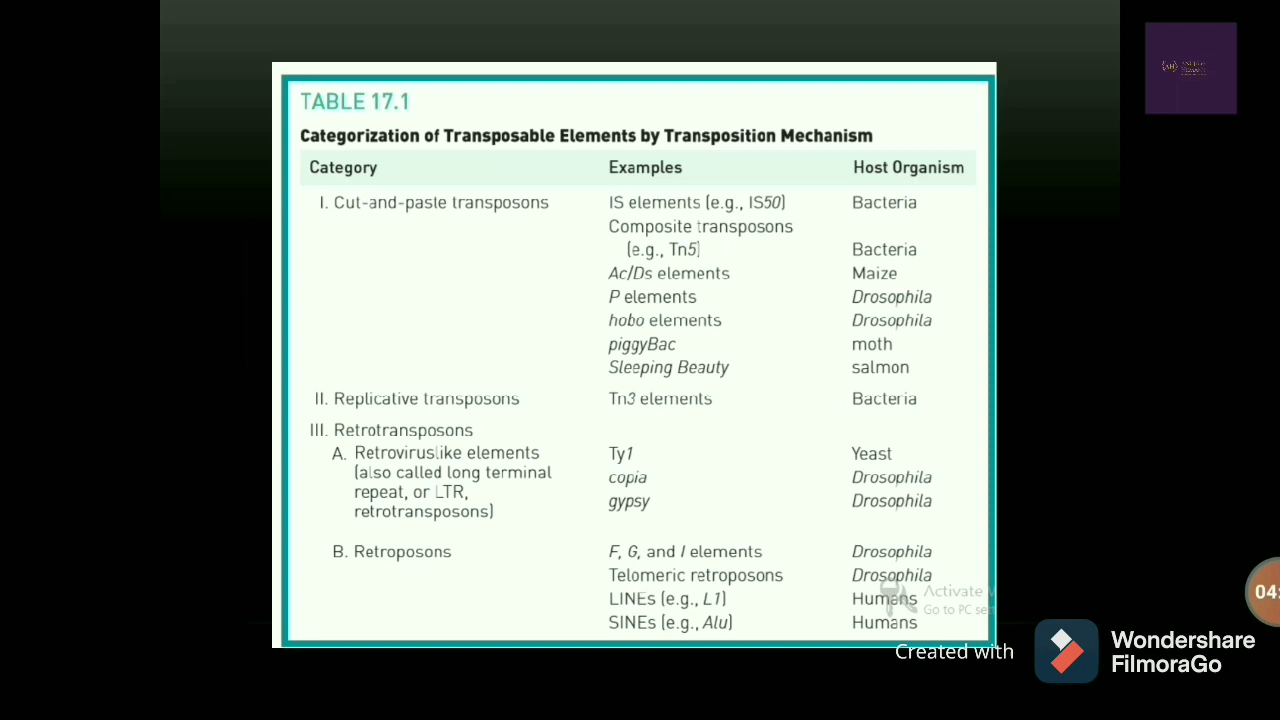 TABLE 17.1
Categorization of Transposable Elements by Transposition Mechanism
Category Examples Host Organism
I. Cut-and-paste transposons IS elements (e.g., IS50) Bacteria
Composite transposons
(e.g., Tn5) Bacteria
Ac/Ds elements Maize
P elements Drosophila
hobo elements Drosophila
piggyBac moth
Sleeping Beauty salmon
II. Replicative transposons Tn3 elements Bacteria
III. Retrotransposons
A. Retroviruslike elements Ty1 Yeast
(also called long terminal copia Drosophila
repeat, or LTR, gypsy Drosophila
retrotransposons)
B. Retroposons F, G, and I elements Drosophila
Telomeric retroposons Drosophila
LINEs (e.g., L1) Humans
SINEs (e.g., Alu) Humans
Activate
Go to PC
04:
Created with
Wondershare
FilmoraGo